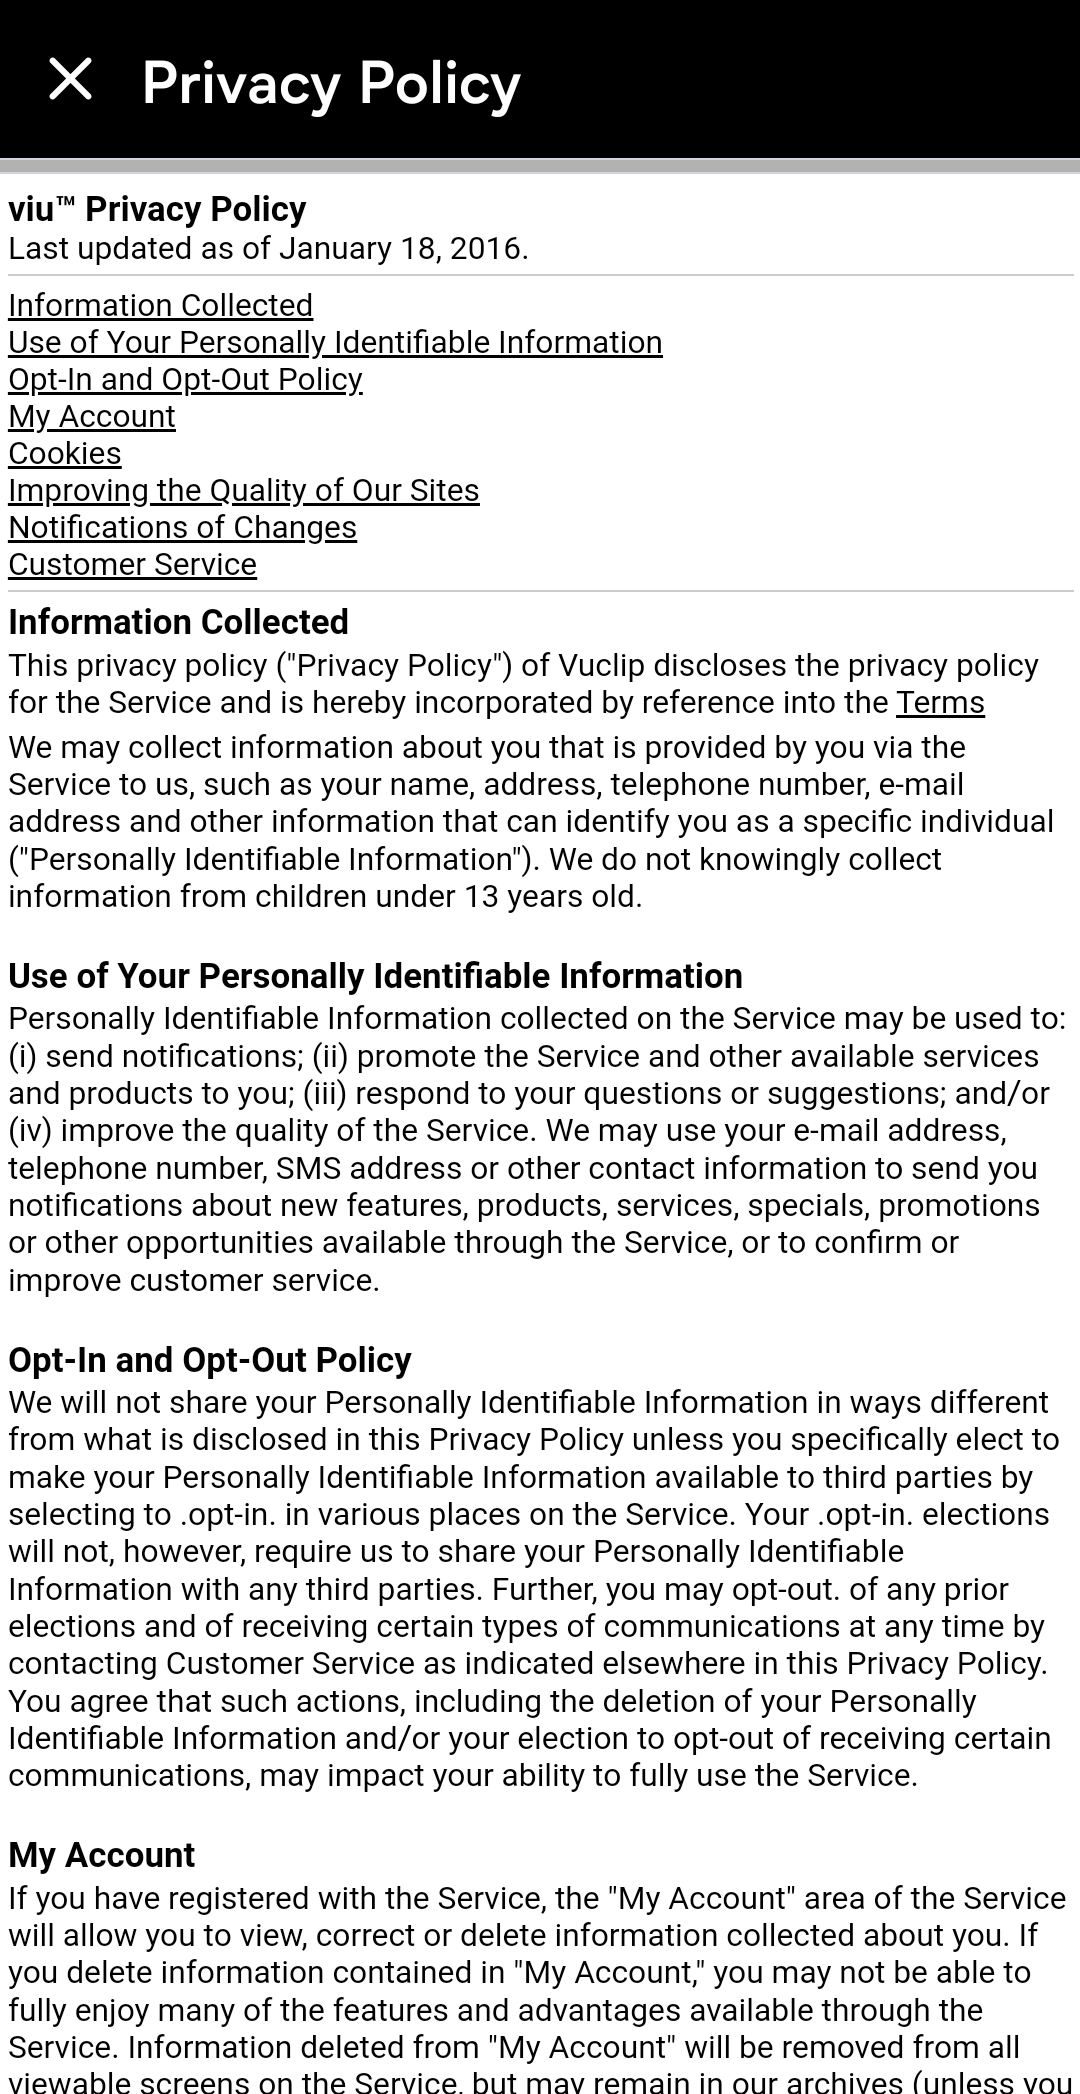 Privacy Policy
viu™ Privacy Policy
Last updated as of January 18, 2016.
Information Collected
Use of Your Personally Identifiable Information
Opt-In and Opt-Out Policy
My Account
Cookies
Improving the Quality of Our Sites
Notifications of Changes
Customer Service
Information Collected
This privacy policy ("Privacy Policy") of Vuclip discloses the privacy policy
for the Service and is hereby incorporated by reference into the Terms
We may collect information about you that is provided by you via the
Service to us, such as your name, address, telephone number, e-mail
address and other information that can identify you as a specific individual
("Personally Identifiable Information"). We do not knowingly collect
information from children under 13 years old.
Use of Your Personally Identifiable Information
Personally Identifiable Information collected on the Service may be used to:
(i) send notifications; (ii) promote the Service and other available services
and products to you; (iii) respond to your questions or suggestions; and/or
(iv) improve the quality of the Service. We may use your e-mail address,
telephone number, SMS address or other contact information to send you
notifications about new features, products, services, specials, promotions
or other opportunities available through the Service, or to confirm or
improve customer service.
Opt-In and Opt-Out Policy
We will not share your Personally Identifiable Information in ways different
from what is disclosed in this Privacy Policy unless you specifically elect to
make your Personally Identifiable Information available to third parties by
selecting to .opt-in. in various places on the Service. Your .opt-in. elections
will not, however, require us to share your Personally Identifiable
Information with any third parties. Further, you may opt-out. of any prior
elections and of receiving certain types of communications at any time by
contacting Customer Service as indicated elsewhere in this Privacy Policy.
You agree that such actions, including the deletion of your Personally
Identifiable Information and/or your election to opt-out of receiving certain
communications, may impact your ability to fully use the Service.
My Account
If you have registered with the Service, the "My Account" area of the Service
will allow you to view, correct or delete information collected about you. If
you delete information contained in "My Account," you may not be able to
fully enjoy many of the features and advantages available through the
Service. Information deleted from "My Account" will be removed from all
viewable screens on the Service, but may remain in our archives (unless you